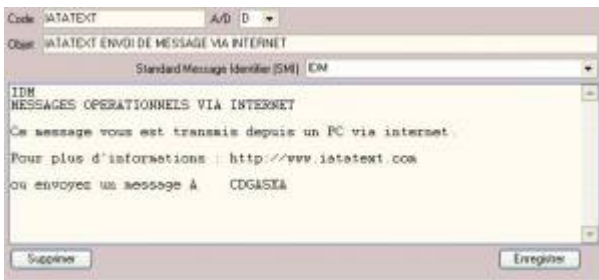 Code IATATEXT A/D D
Objet IATATEXT ENVOI DE MESSAGE VIA INTERNET
Standard Message Identifier (SMI) IDM
IDM
MESSAGES OPERATIONNELS VIA INTERNET
Ce message vous est transmis depuis un PC via internet.
Pour plus d'informations : http://www.iatatext.com
ou envoyez un message A CDGASXA
Supprimer Enregistrer